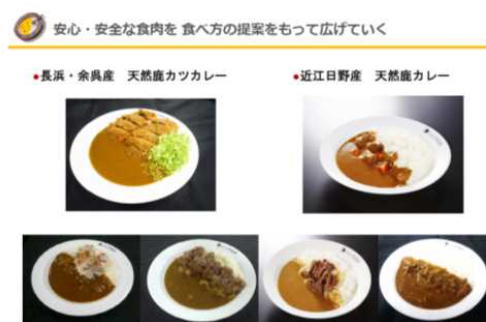 安心・安全な食肉を 食べ方の提案をもって広げていく
●長浜・余呉産 天然鹿カツカレー
●近江日野産 天然鹿カレー